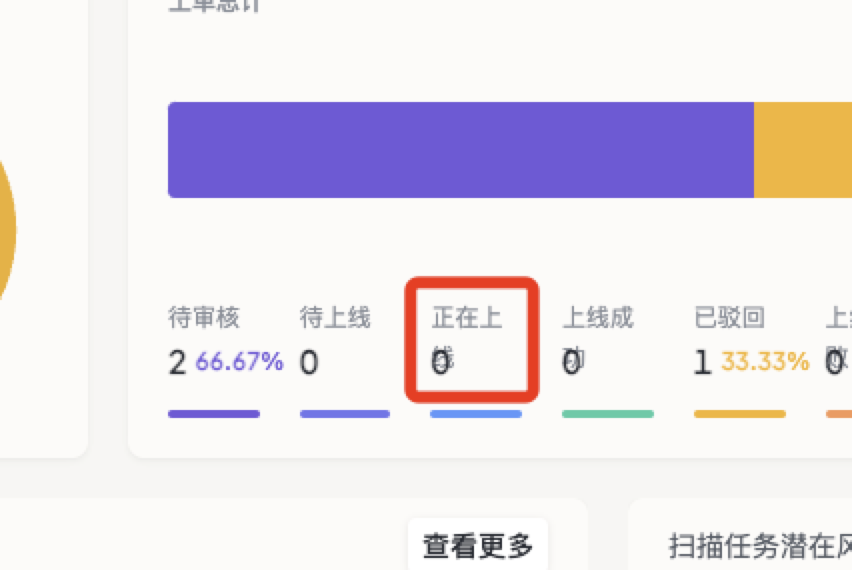 工单总计
待审核
待上线
正在上
线
上线成
功
已驳回
上线
败
2 66.67%
0
0
0
1 33.33%
0
查看更多
扫描任务潜在风